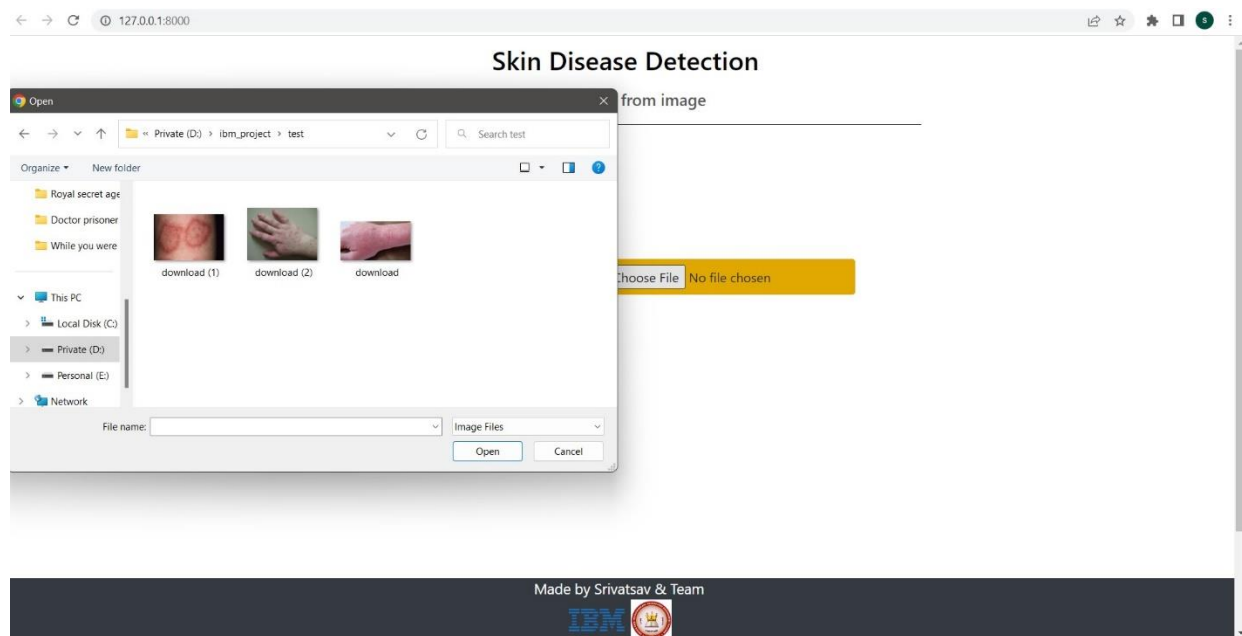 127.0.0.1:8000
S
Skin Disease Detection
Open
from image
« Private (D:) › ibm_project › test
Search test
Organize
New folder
Royal secret age
Doctor prisoner
While you were
download (1)
download (2)
download
Choose File No file chosen
This PC
Local Disk (C:)
Private (D:)
Personal (E:)
Network
File name:
Image Files
Open
Cancel
Made by Srivatsav & Team
IBM